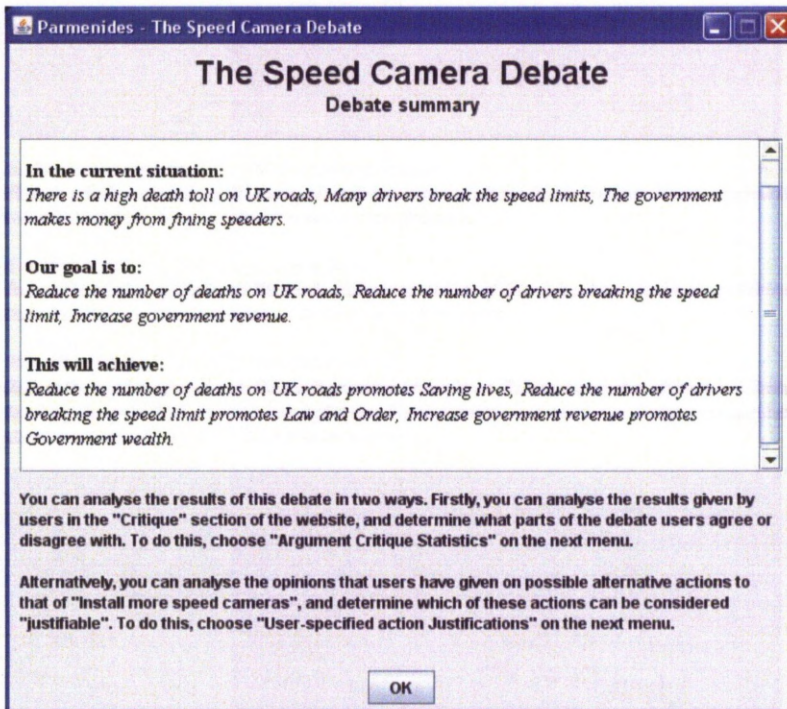 Parmenides - The Speed Camera Debate
The Speed Camera Debate
Debate summary
In the current situation:
There is a high death toll on UK roads, Many drivers break the speed limits, The government
makes money from fining speeders.
Our goal is to:
Reduce the number of deaths on UK roads, Reduce the number of drivers breaking the speed
limit, Increase government revenue.
This will achieve:
Reduce the number of deaths on UK roads promotes Saving lives, Reduce the number of drivers
breaking the speed limit promotes Law and Order, Increase government revenue promotes
Government wealth.
You can analyse the results of this debate in two ways. Firstly, you can analyse the results given by
users in the "Critique" section of the website, and determine what parts of the debate users agree or
disagree with. To do this, choose "Argument Critique Statistics" on the next menu.
Alternatively, you can analyse the opinions that users have given on possible alternative actions to
that of "Install more speed cameras", and determine which of these actions can be considered
"justifiable". To do this, choose "User-specified action Justifications" on the next menu.
OK